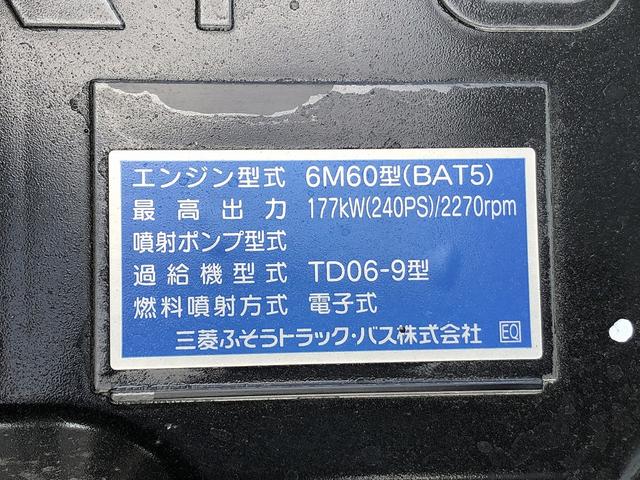 エンジン型式 6M60型(BAT5)
最高出力 177kW(240PS)/2270rpm
噴射ポンプ型式
過給機型式 TD06-9型
燃料噴射方式 電子式
三菱ふそうトラック・バス株式会社 EQ